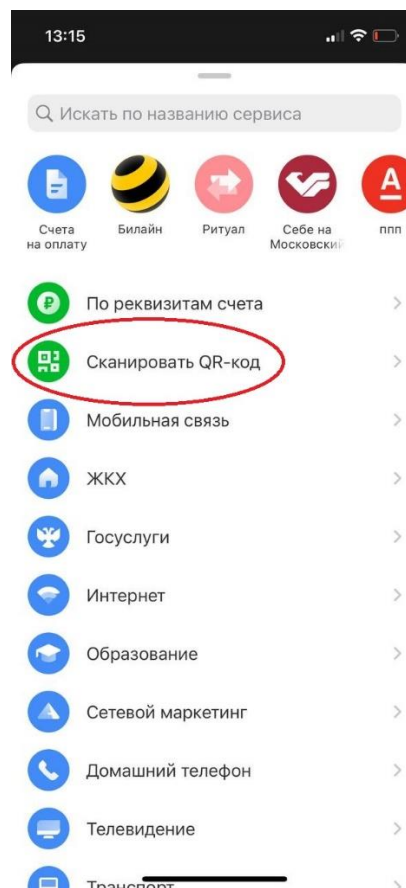 13:15
Искать по названию сервиса
A
Счета
на оплату
Билайн
Ритуал
Себе на
Московский
ппп
По реквизитам счета
Сканировать QR-код
Мобильная связь
ЖКХ
Госуслуги
Интернет
Образование
Сетевой маркетинг
Домашний телефон
Телевидение
Транспорт